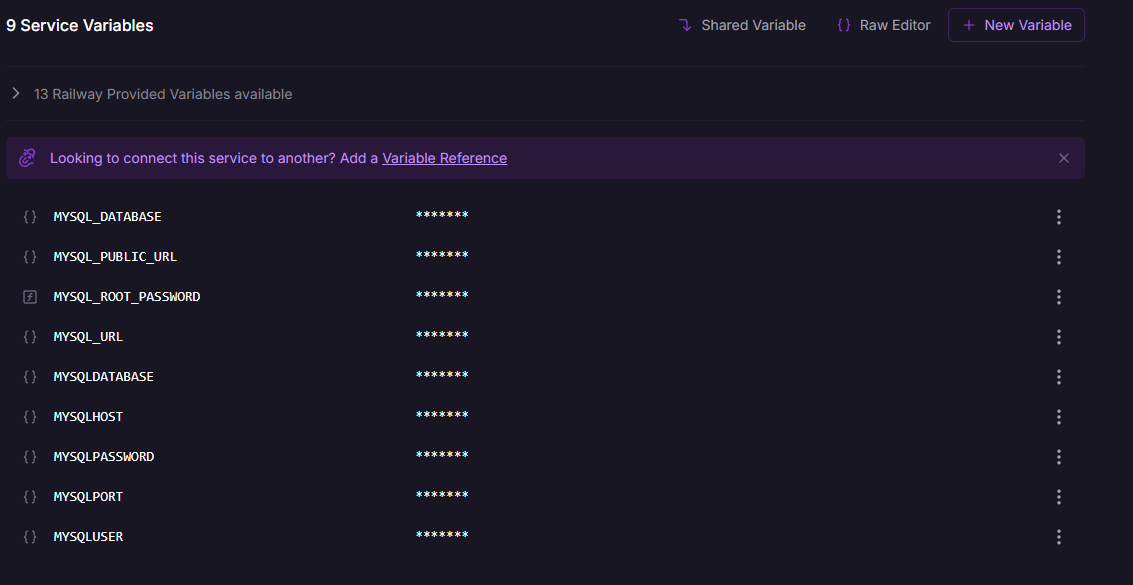 9 Service Variables
Shared Variable
{} Raw Editor
+ New Variable
> 13 Railway Provided Variables available
Looking to connect this service to another? Add a Variable Reference
{} MYSQL_DATABASE *******
{} MYSQL_PUBLIC_URL *******
MYSQL_ROOT_PASSWORD *******
{} MYSQL_URL *******
{} MYSQLDATABASE *******
{} MYSQLHOST *******
{} MYSQLPASSWORD *******
{} MYSQLPORT *******
{} MYSQLUSER *******